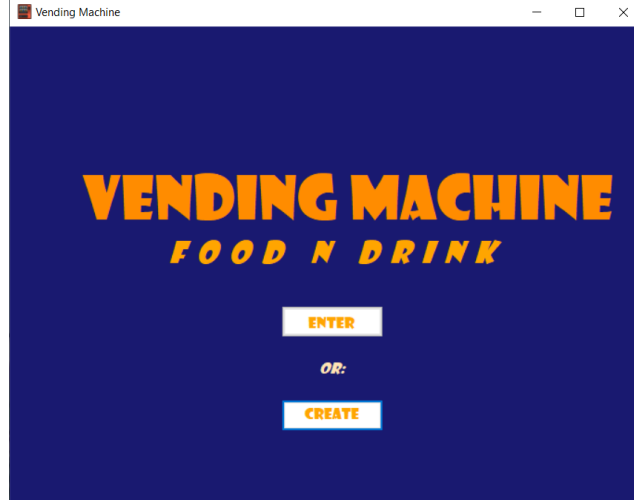 Vending Machine
VENDING MACHINE
FOOD N DRINK
ENTER
OR:
CREATE